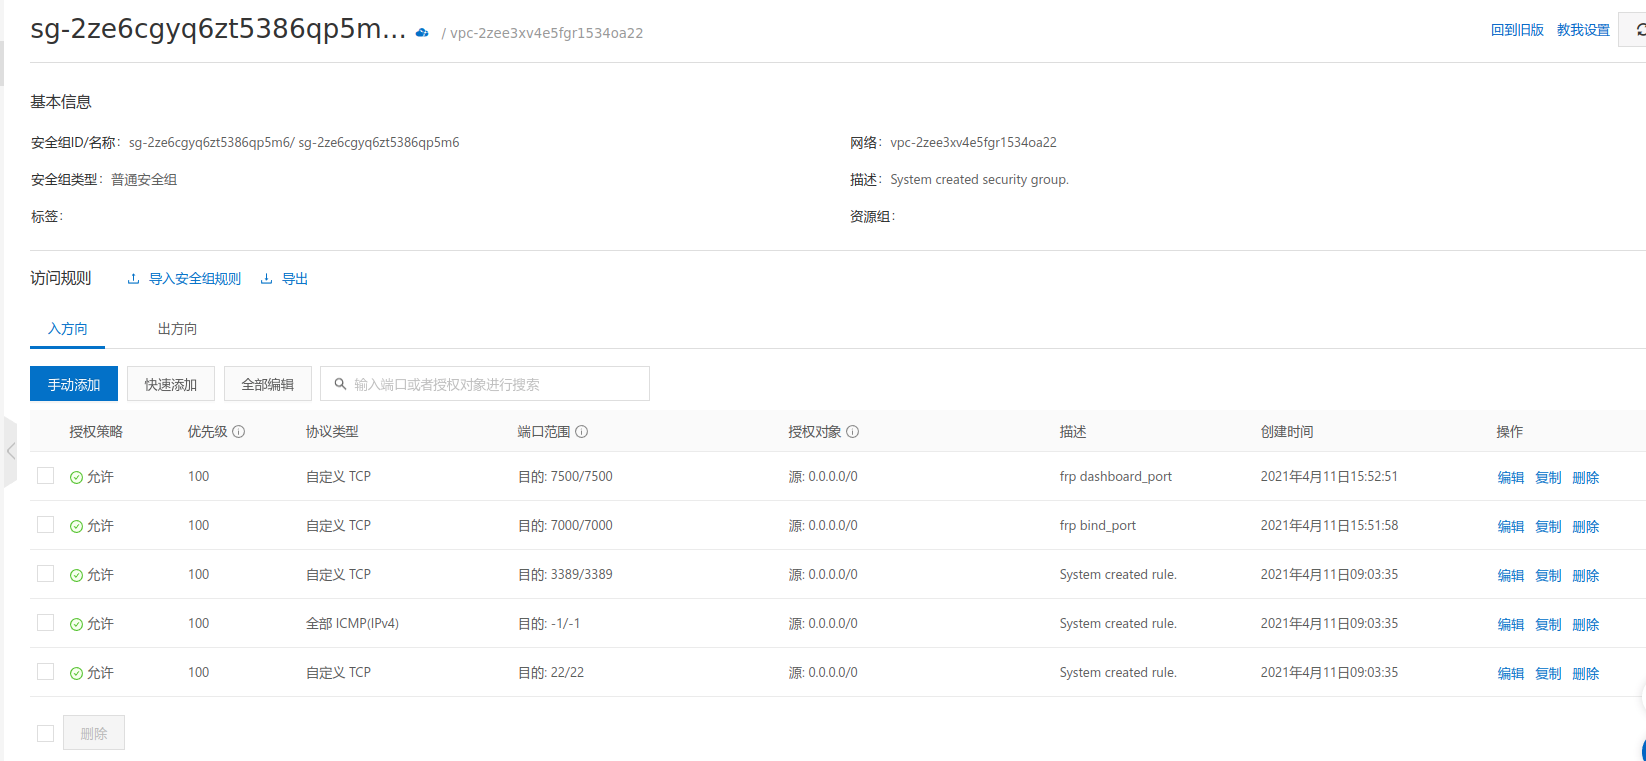 sg-2ze6cgyq6zt5386qp5m... / vpc-2zee3xv4e5fgr1534oa22 回到旧版 教我设置
基本信息
安全组ID/名称: sg-2ze6cgyq6zt5386qp5m6/ sg-2ze6cgyq6zt5386qp5m6 网络: vpc-2zee3xv4e5fgr1534oa22
安全组类型: 普通安全组 描述: System created security group.
标签: 资源组:
访问规则 导入安全组规则 导出
入方向 出方向
手动添加 快速添加 全部编辑 输入端口或者授权对象进行搜索
授权策略 优先级 协议类型 端口范围 授权对象 描述 创建时间 操作
允许 100 自定义 TCP 目的: 7500/7500 源: 0.0.0.0/0 frp dashboard_port 2021年4月11日15:52:51 编辑 复制 删除
允许 100 自定义 TCP 目的: 7000/7000 源: 0.0.0.0/0 frp bind_port 2021年4月11日15:51:58 编辑 复制 删除
允许 100 自定义 TCP 目的: 3389/3389 源: 0.0.0.0/0 System created rule. 2021年4月11日09:03:35 编辑 复制 删除
允许 100 全部 ICMP(IPv4) 目的: -1/-1 源: 0.0.0.0/0 System created rule. 2021年4月11日09:03:35 编辑 复制 删除
允许 100 自定义 TCP 目的: 22/22 源: 0.0.0.0/0 System created rule. 2021年4月11日09:03:35 编辑 复制 删除
删除